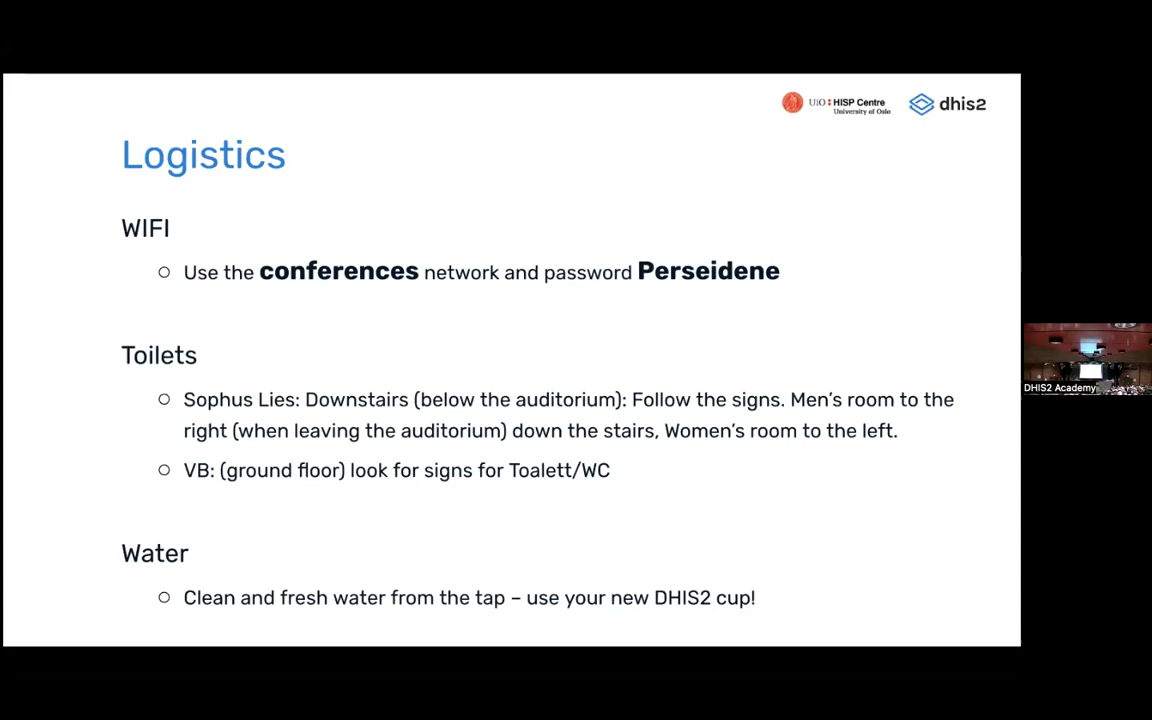 UiO: HISP Centre
University of Oslo
dhis2
Logistics
WIFI
Use the conferences network and password Perseidene
Toilets
Sophus Lies: Downstairs (below the auditorium): Follow the signs. Men's room to the
right (when leaving the auditorium) down the stairs, Women's room to the left.
VB: (ground floor) look for signs for Toalett/WC
Water
Clean and fresh water from the tap – use your new DHIS2 cup!
DHIS2 Academy